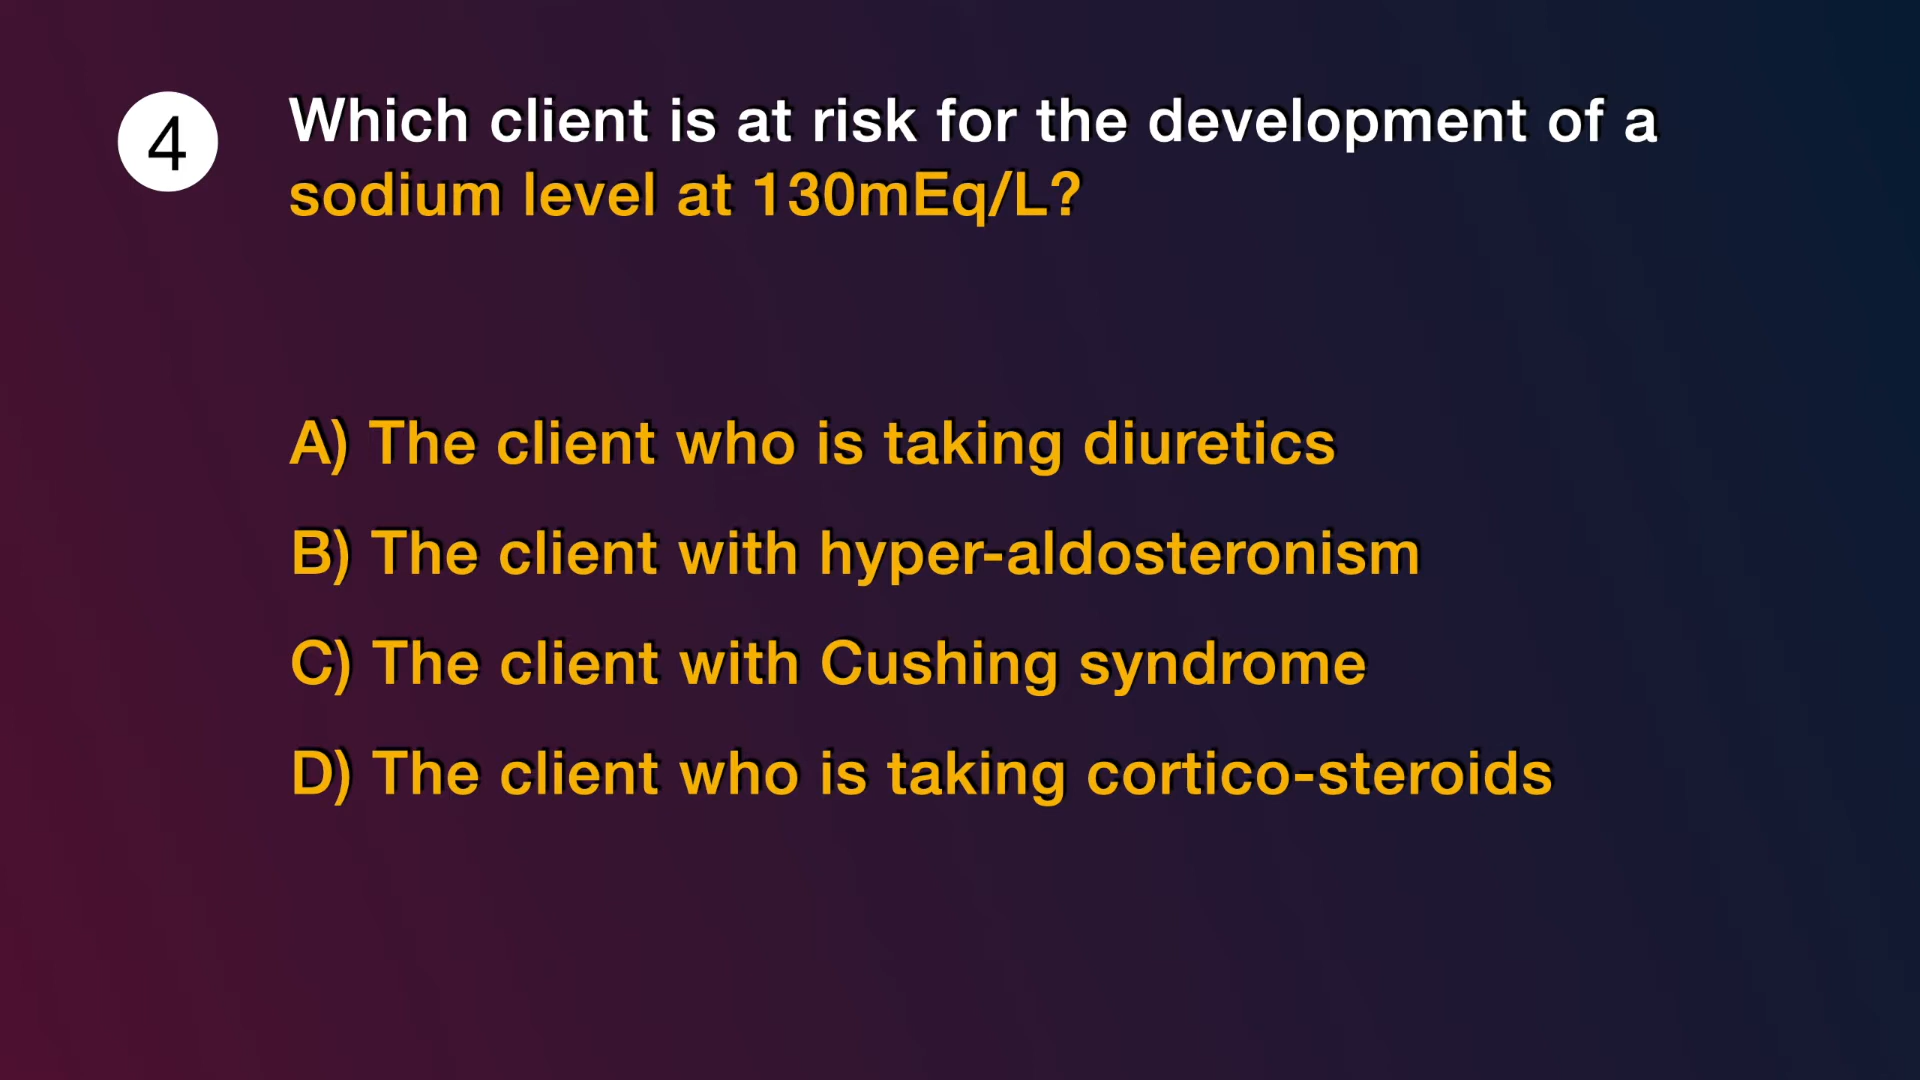 4
Which client is at risk for the development of a
sodium level at 130mEq/L?
A) The client who is taking diuretics
B) The client with hyper-aldosteronism
C) The client with Cushing syndrome
D) The client who is taking cortico-steroids